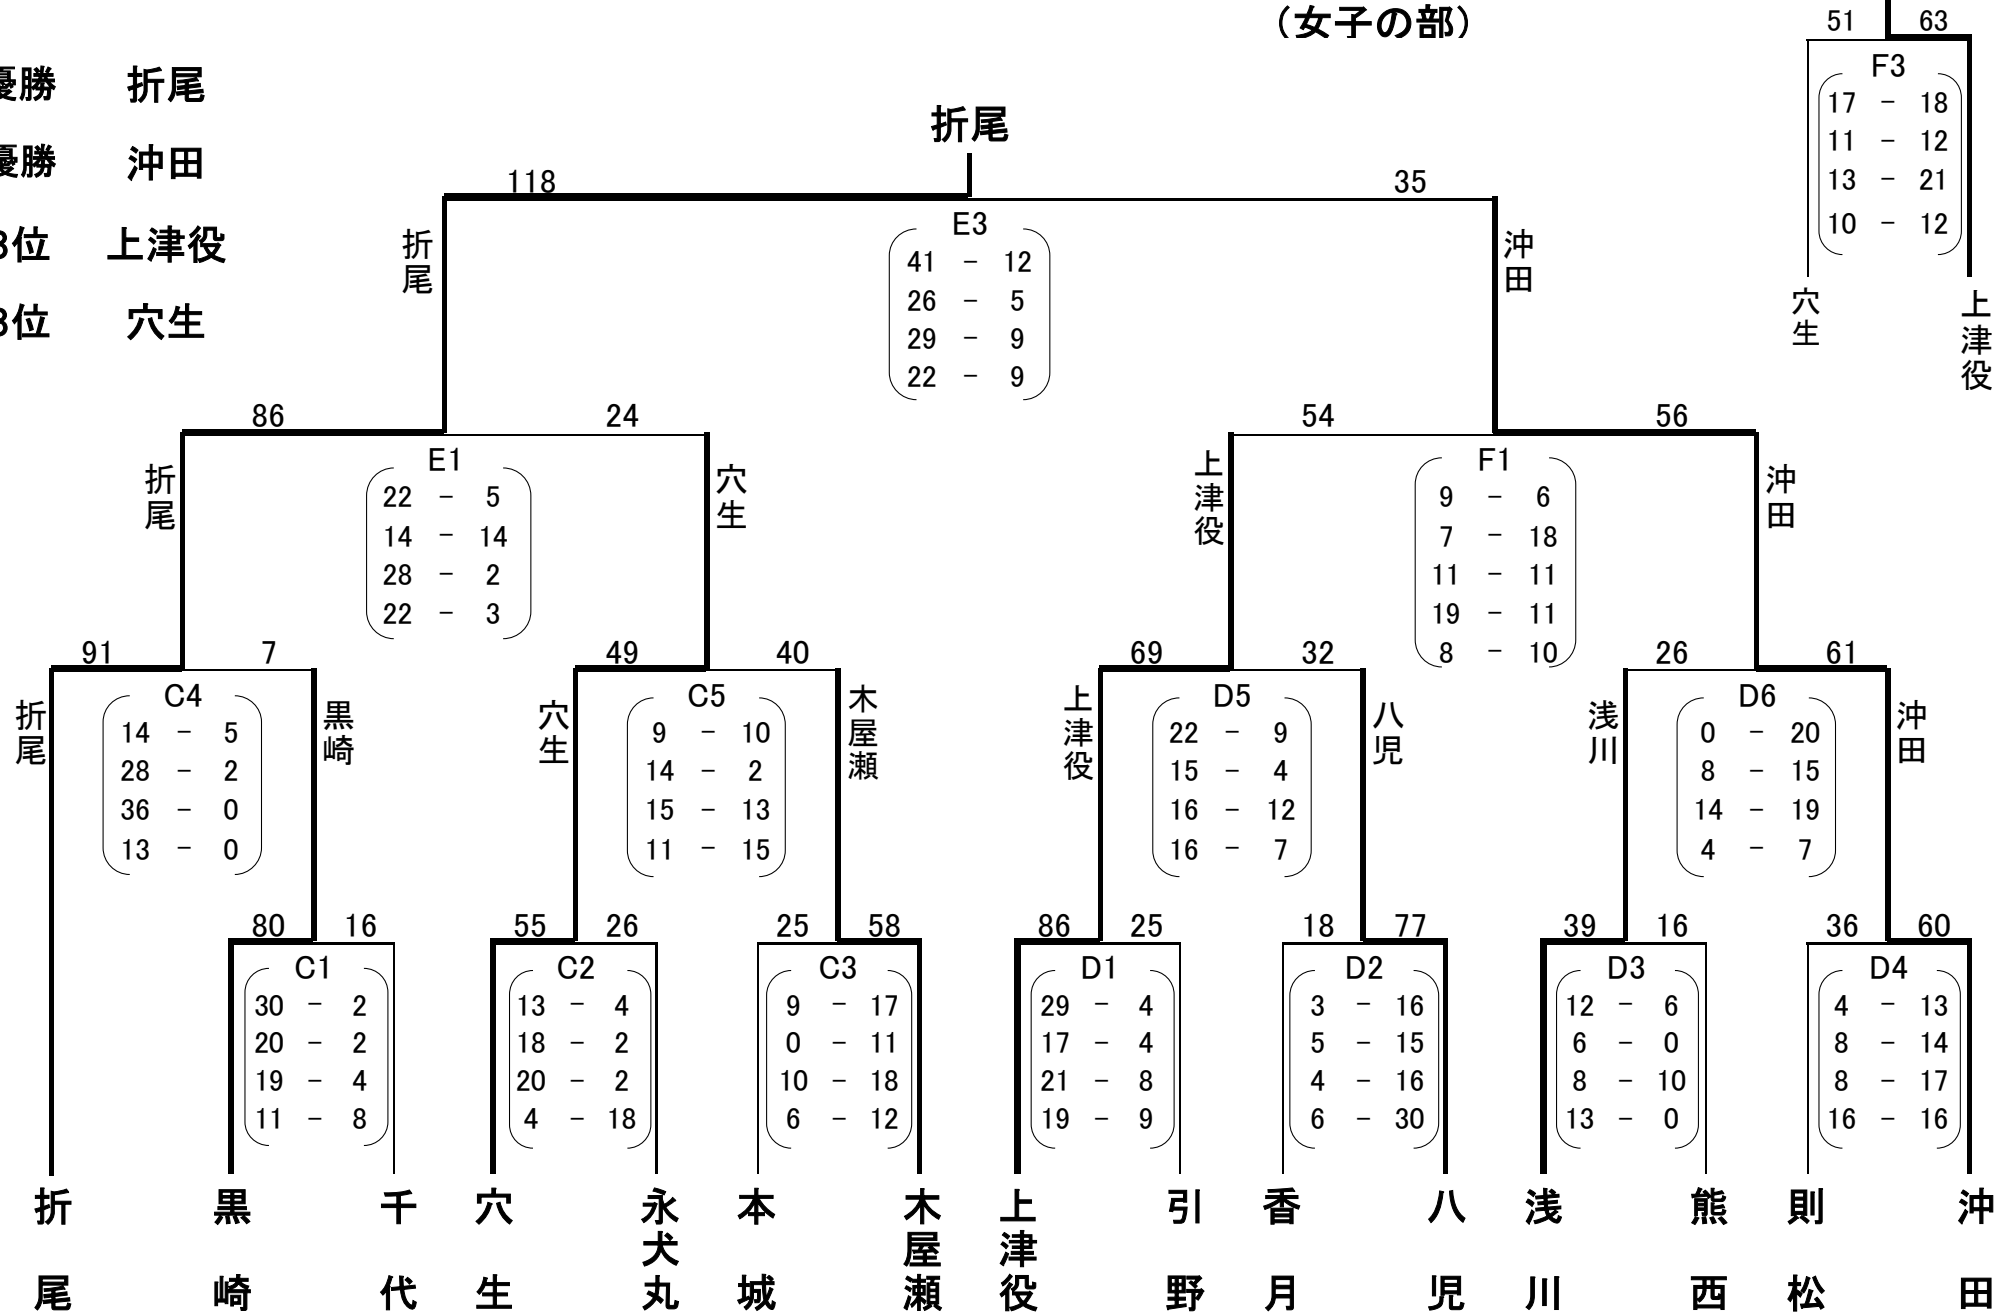 (女子の部)
51 63
F3
17 - 18
11 - 12
13 - 21
10 - 12
穴生
上津役
優勝 折尾
優勝 沖田
3位 上津役
3位 穴生
折尾
118 35
折尾
沖田
E3
41 - 12
26 - 5
29 - 9
22 - 9
86 24
折尾
穴生
E1
22 - 5
14 - 14
28 - 2
22 - 3
54 56
上津役
沖田
F1
9 - 6
7 - 18
11 - 11
19 - 11
8 - 10
91 7
折尾
黒崎
C4
14 - 5
28 - 2
36 - 0
13 - 0
49 40
穴生
木屋瀬
C5
9 - 10
14 - 2
15 - 13
11 - 15
69 32
上津役
八児
D5
22 - 9
15 - 4
16 - 12
16 - 7
26 61
浅川
沖田
D6
0 - 20
8 - 15
14 - 19
4 - 7
80 16
C1
30 - 2
20 - 2
19 - 4
11 - 8
55 26
C2
13 - 4
18 - 2
20 - 2
4 - 18
25 58
C3
9 - 17
0 - 11
10 - 18
6 - 12
86 25
D1
29 - 4
17 - 4
21 - 8
19 - 9
18 77
D2
3 - 16
5 - 15
4 - 16
6 - 30
39 16
D3
12 - 6
6 - 0
8 - 10
13 - 0
36 60
D4
4 - 13
8 - 14
8 - 17
16 - 16
折尾
黒崎
千代
穴生
永犬丸
本城
木屋瀬
上津役
引野
香月
八児
浅川
熊西
則松
沖田